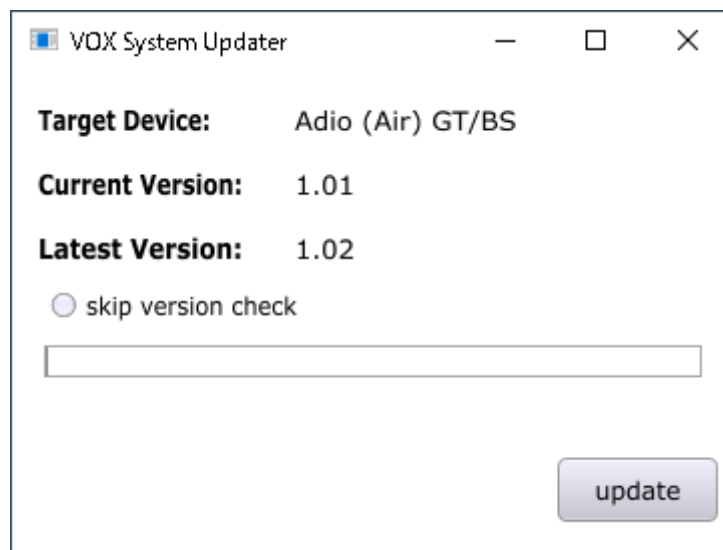 VOX System Updater
Target Device: Adio (Air) GT/BS
Current Version: 1.01
Latest Version: 1.02
skip version check
update